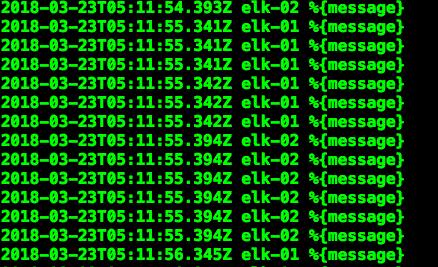 2018-03-23T05:11:54.393Z elk-02 %{message}
2018-03-23T05:11:55.341Z elk-01 %{message}
2018-03-23T05:11:55.341Z elk-01 %{message}
2018-03-23T05:11:55.341Z elk-01 %{message}
2018-03-23T05:11:55.342Z elk-01 %{message}
2018-03-23T05:11:55.342Z elk-01 %{message}
2018-03-23T05:11:55.342Z elk-01 %{message}
2018-03-23T05:11:55.394Z elk-02 %{message}
2018-03-23T05:11:55.394Z elk-02 %{message}
2018-03-23T05:11:55.394Z elk-02 %{message}
2018-03-23T05:11:55.394Z elk-02 %{message}
2018-03-23T05:11:55.394Z elk-02 %{message}
2018-03-23T05:11:55.394Z elk-02 %{message}
2018-03-23T05:11:56.345Z elk-01 %{message}